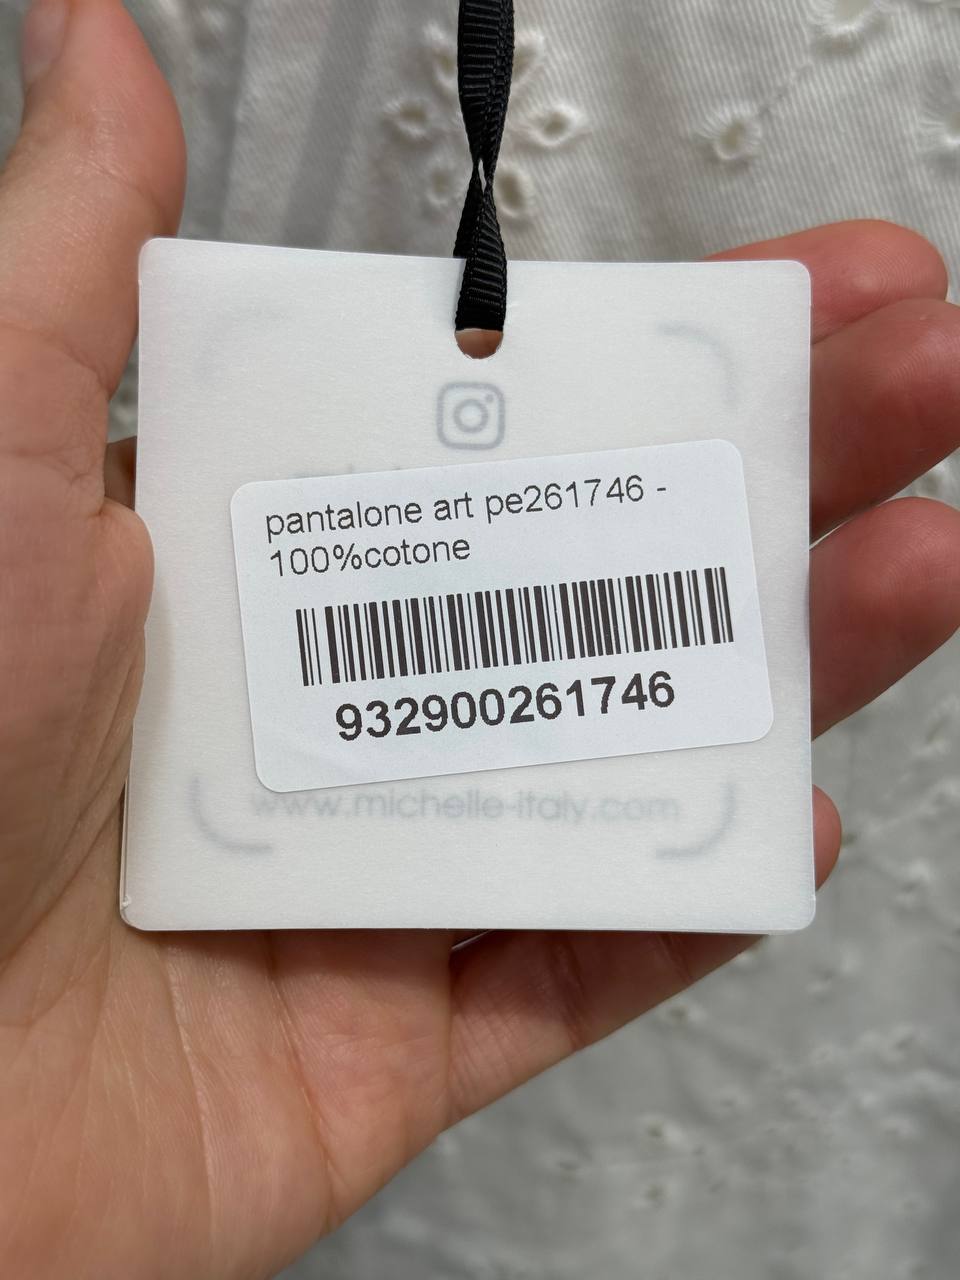 pantalone art pe261746 -
100%cotone
932900261746
www.michelle-italy.com